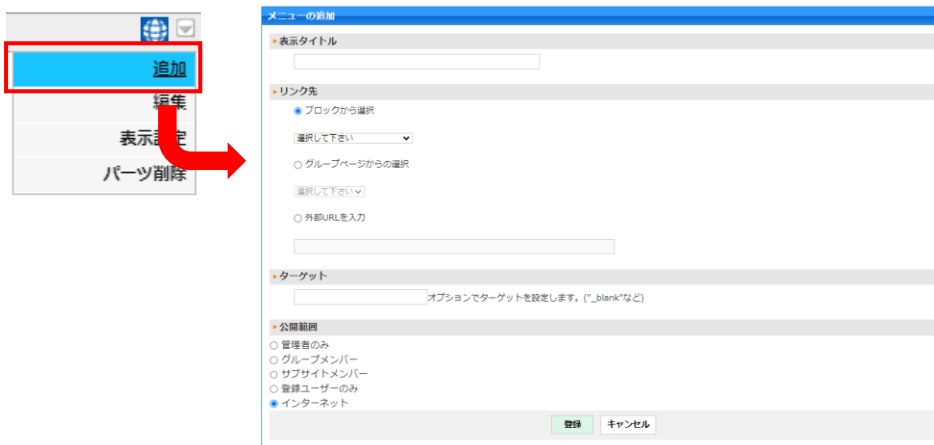 追加
編集
表示設定
パーツ削除
メニューの追加
表示タイトル
リンク先
ブロックから選択
選択して下さい
グループページからの選択
選択して下さい
外部URLを入力
ターゲット
オプションでターゲットを設定します。("_blank"など)
公開範囲
管理者のみ
グループメンバー
サブサイトメンバー
登録ユーザーのみ
インターネット
登録 キャンセル